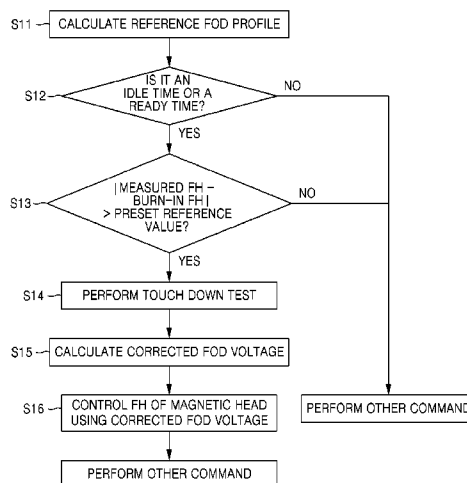 S11
CALCULATE REFERENCE FOD PROFILE
S12
IS IT AN
IDLE TIME OR A
READY TIME?
NO
YES
S13
|MEASURED FH -
BURN-IN FH|
> PRESET REFERENCE
VALUE?
NO
YES
S14
PERFORM TOUCH DOWN TEST
S15
CALCULATE CORRECTED FOD VOLTAGE
S16
CONTROL FH OF MAGNETIC HEAD
USING CORRECTED FOD VOLTAGE
PERFORM OTHER COMMAND
PERFORM OTHER COMMAND